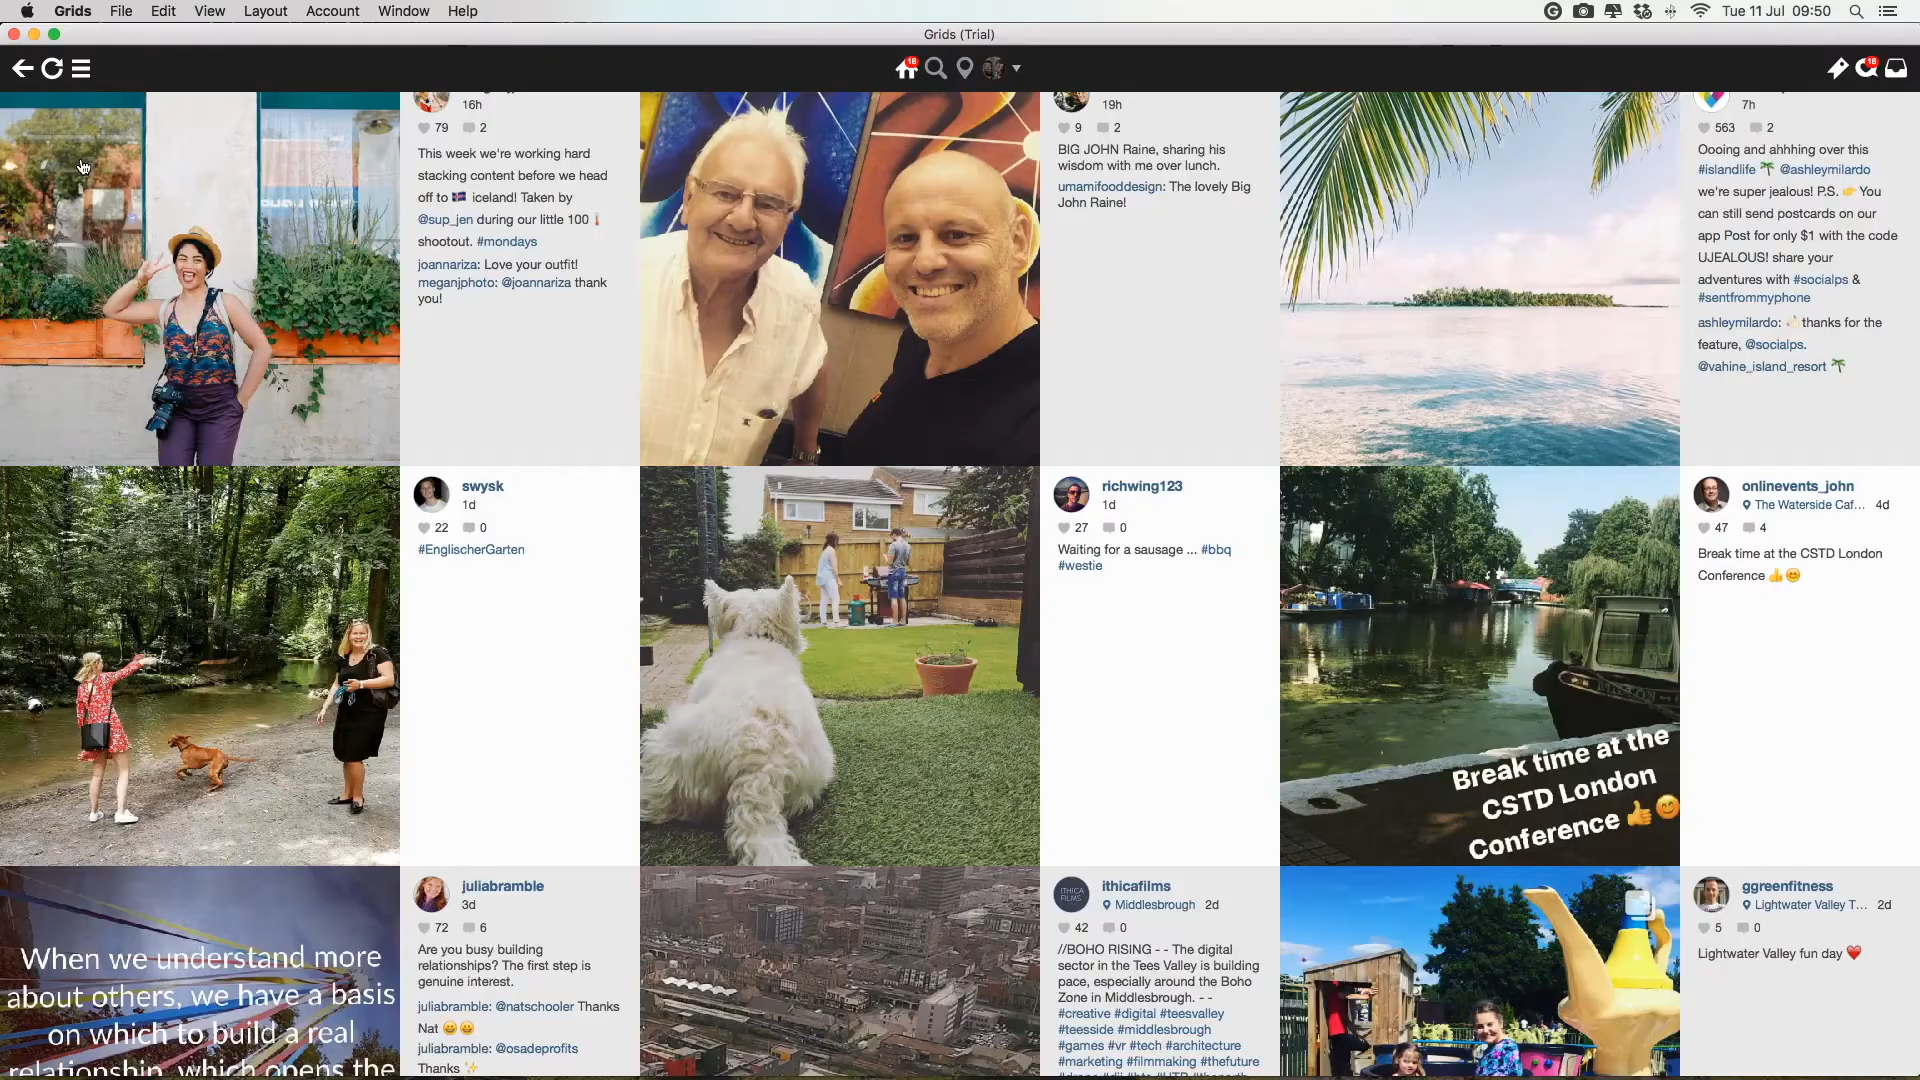 Grids File Edit View Layout Account Window Help
Tue 11 Jul 09:50
Grids (Trial)
16
16
16h
79 2
This week we're working hard
stacking content before we head
off to 🇮🇸 iceland! Taken by
@sup_jen during our little 100🌡
shootout. #mondays
joannariza: Love your outfit!
meganjphoto: @joannariza thank
you!
19h
9 2
BIG JOHN Raine, sharing his
wisdom with me over lunch.
umamifooddesign: The lovely Big
John Raine!
7h
563 2
Oooing and ahhhing over this
#islandlife 🌴 @ashleymilardo
we're super jealous! P.S. 👉 You
can still send postcards on our
app Post for only $1 with the code
UJEALOUS! share your
adventures with #socialps &
#sentfrommyphone
ashleymilardo: thanks for the
feature, @socialps.
@vahine_island_resort 🌴
swysk
1d
22 0
#EnglischerGarten
richwing123
1d
27 0
Waiting for a sausage ... #bbq
#westie
Break time at the
CSTD London
Conference 👍😊
onlinevents_john
The Waterside Caf... 4d
47 4
Break time at the CSTD London
Conference 👍😊
When we understand more
about others, we have a basis
on which to build a real
relationship, which opens the
juliabramble
3d
72 6
Are you busy building
relationships? The first step is
genuine interest.
juliabramble: @natschooler Thanks
Nat 😀😀
juliabramble: @osadeprofits
Thanks ✨
ITHICA
FILMS
ithicafilms
Middlesbrough 2d
42 0
//BOHO RISING - - The digital
sector in the Tees Valley is building
pace, especially around the Boho
Zone in Middlesbrough. - -
#creative #digital #teesvalley
#teesside #middlesbrough
#games #vr #tech #architecture
#marketing #filmmaking #thefuture
ggreenfitness
Lightwater Valley T... 2d
5 0
Lightwater Valley fun day ❤️